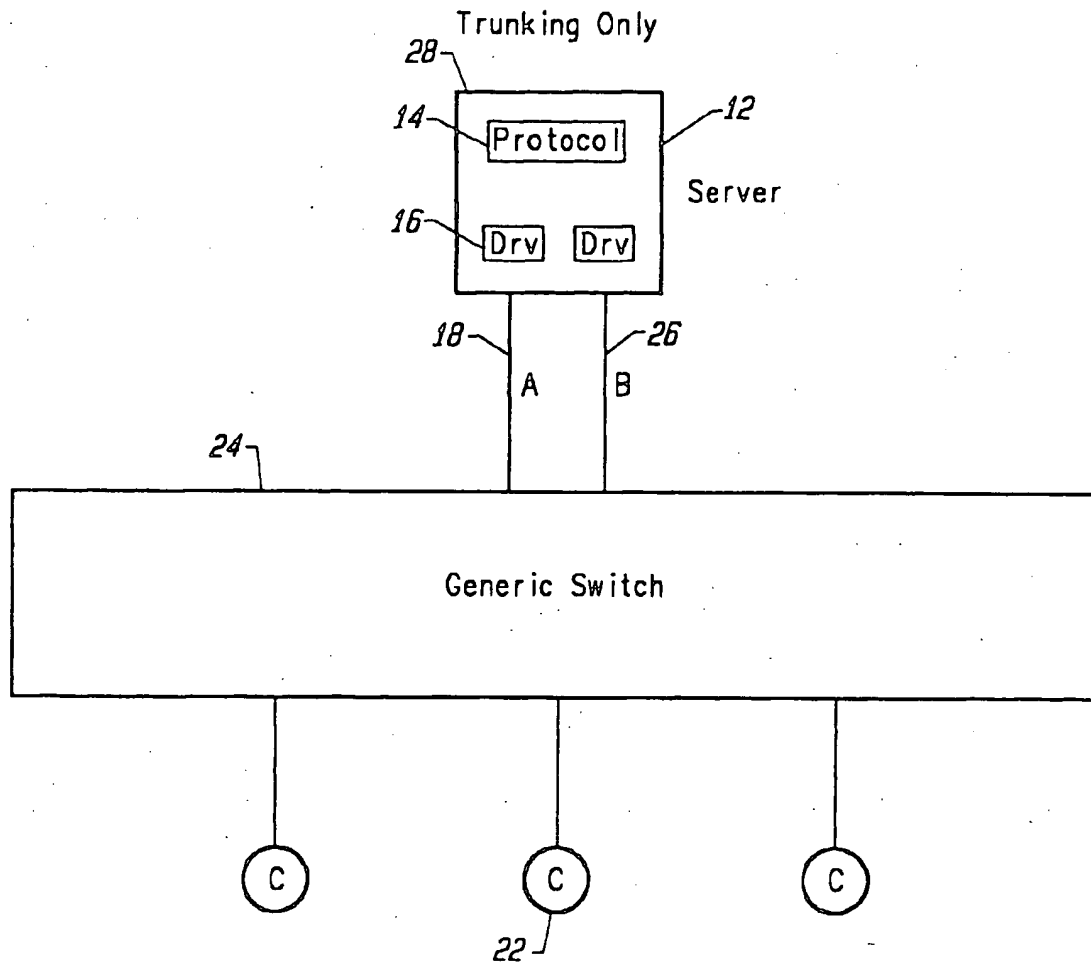 Trunking Only
28
14
Protocol
12
Server
16
Drv
Drv
18
26
A
B
24
Generic Switch
C
C
C
22